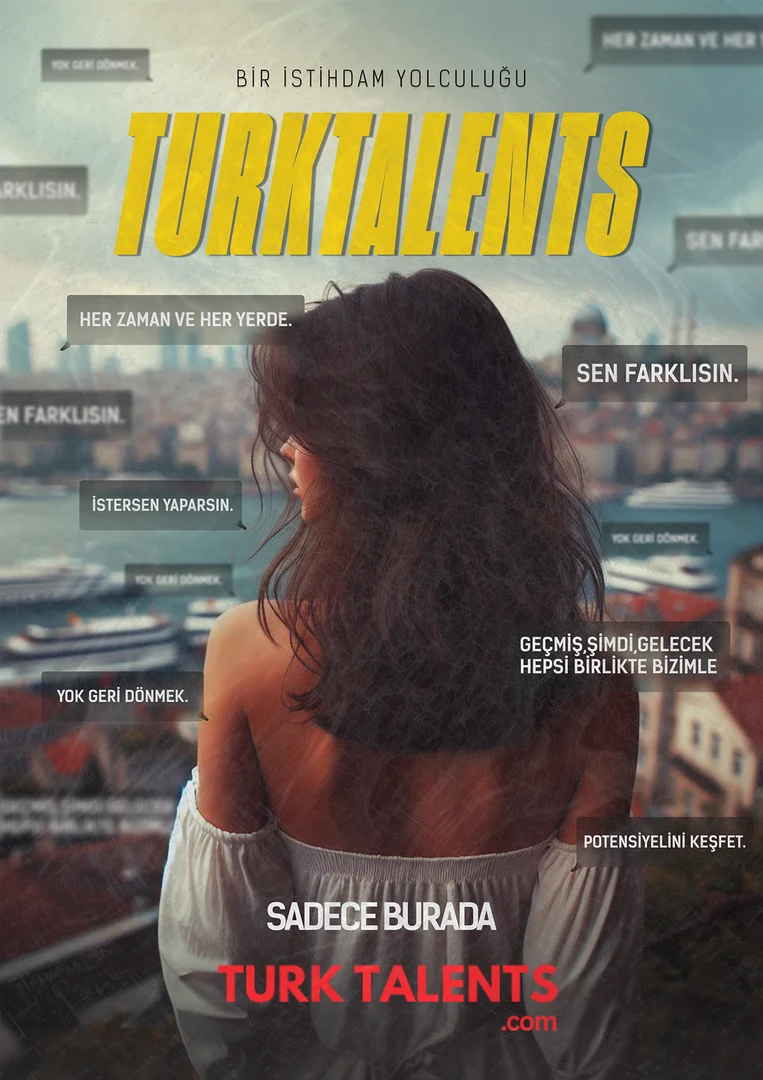 YOK GERİ DÖNMEK.
HER ZAMAN VE HER Y
BİR İSTİHDAM YOLCULUĞU
TURKTALENTS
ARKLISIN.
SEN FAR
HER ZAMAN VE HER YERDE.
SEN FARKLISIN.
EN FARKLISIN.
İSTERSEN YAPARSIN.
YOK GERİ DÖNMEK.
YOK GERİ DÖNMEK.
GEÇMİŞ,ŞİMDİ,GELECEK
HEPSİ BİRLİKTE BİZİMLE
YOK GERİ DÖNMEK.
POTENSİYELİNİ KEŞFET.
SADECE BURADA
TURK TALENTS
.com